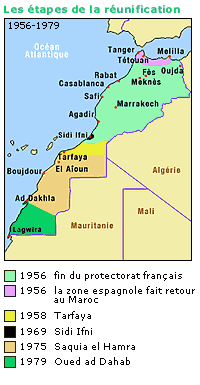 Les étapes de la réunification
1956-1979
Océan
Atlantique
Tanger
Melilla
Tétouan
Fès
Oujda
Rabat
Meknès
Casablanca
Safi
Marrakech
Agadir
Sidi Ifni
Tarfaya
El Aïoun
Algérie
Boujdour
Ad Dakhla
Mali
Mauritanie
Lagwira
1956 fin du protectorat français
1956 la zone espagnole fait retour
au Maroc
1958 Tarfaya
1969 Sidi Ifni
1975 Saquia el Hamra
1979 Oued ad Dahab